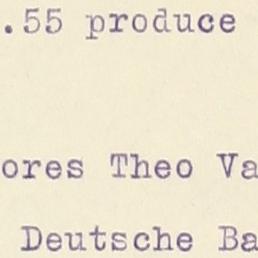 .55 produce
ores Theo Va
Deutsche Ba